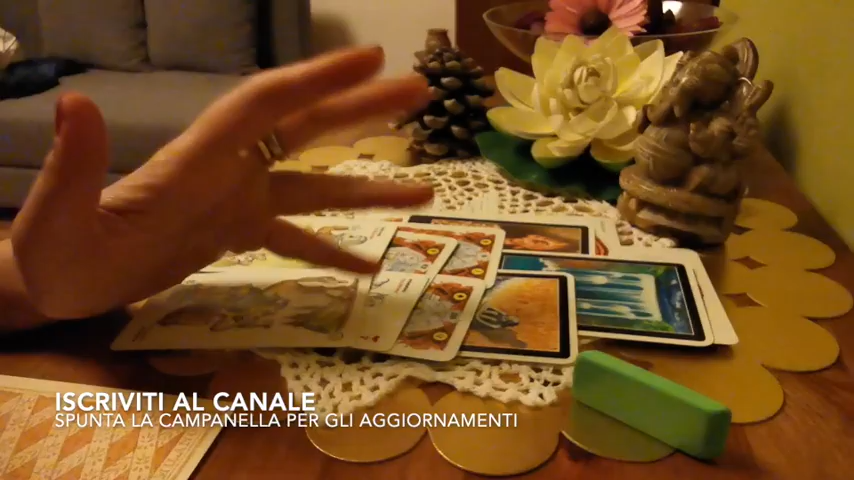 ISCRIVITI AL CANALE
SPUNTA LA CAMPANELLA PER GLI AGGIORNAMENTI